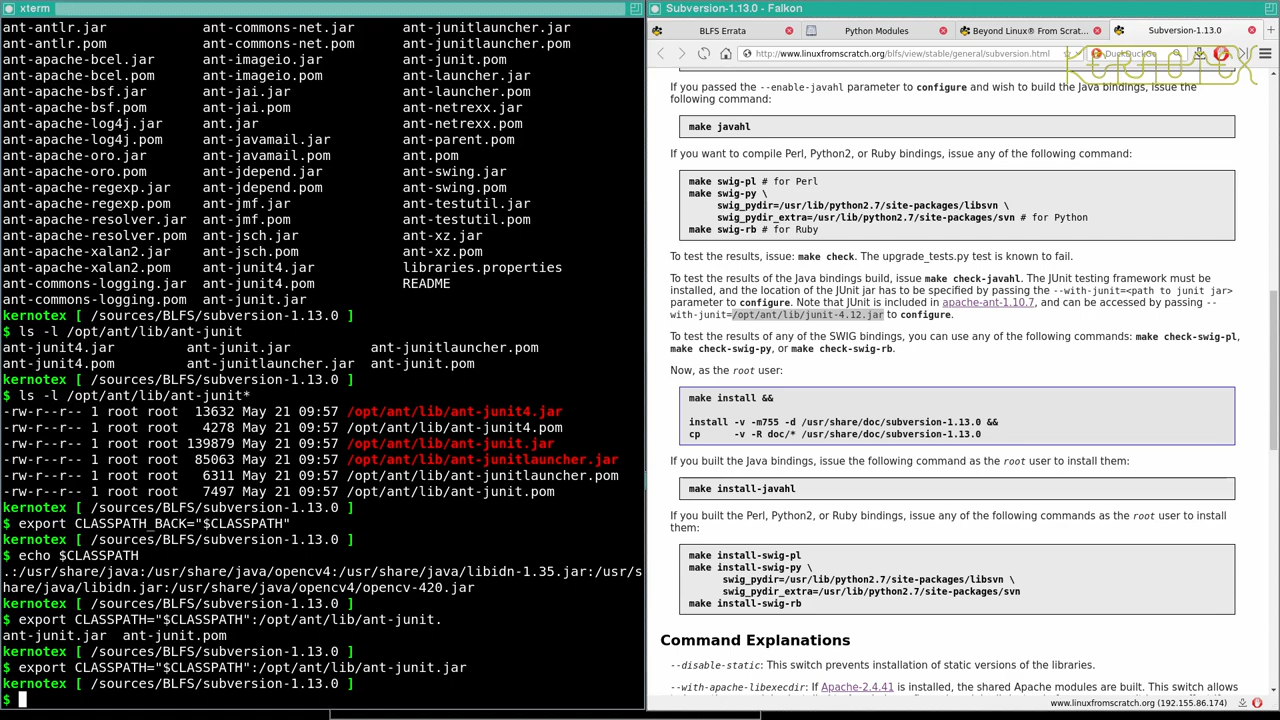 xterm
ant-antlr.jar ant-commons-net.jar ant-junitlauncher.jar
ant-antlr.pom ant-commons-net.pom ant-junitlauncher.pom
ant-apache-bcel.jar ant-imageio.jar ant-junit.pom
ant-apache-bcel.pom ant-imageio.pom ant-launcher.jar
ant-apache-bsf.jar ant-jai.jar ant-launcher.pom
ant-apache-bsf.pom ant-jai.pom ant-netrexx.jar
ant-apache-log4j.jar ant.jar ant-netrexx.pom
ant-apache-log4j.pom ant-javamail.jar ant-parent.pom
ant-apache-oro.jar ant-javamail.pom ant.pom
ant-apache-oro.pom ant-jdepend.jar ant-swing.jar
ant-apache-regexp.jar ant-jdepend.pom ant-swing.pom
ant-apache-regexp.pom ant-jmf.jar ant-testutil.jar
ant-apache-resolver.jar ant-jmf.pom ant-testutil.pom
ant-apache-resolver.pom ant-jsch.jar ant-xz.jar
ant-apache-xalan2.jar ant-jsch.pom ant-xz.pom
ant-apache-xalan2.pom ant-junit4.jar libraries.properties
ant-commons-logging.jar ant-junit4.pom README
ant-commons-logging.pom ant-junit.jar
kernotex [ /sources/BLFS/subversion-1.13.0 ]
$ ls -l /opt/ant/lib/ant-junit
ant-junit4.jar ant-junit.jar ant-junitlauncher.pom
ant-junit4.pom ant-junitlauncher.jar ant-junit.pom
kernotex [ /sources/BLFS/subversion-1.13.0 ]
$ ls -l /opt/ant/lib/ant-junit*
-rw-r--r-- 1 root root 13632 May 21 09:57 /opt/ant/lib/ant-junit4.jar
-rw-r--r-- 1 root root 4278 May 21 09:57 /opt/ant/lib/ant-junit4.pom
-rw-r--r-- 1 root root 139879 May 21 09:57 /opt/ant/lib/ant-junit.jar
-rw-r--r-- 1 root root 85063 May 21 09:57 /opt/ant/lib/ant-junitlauncher.jar
-rw-r--r-- 1 root root 6311 May 21 09:57 /opt/ant/lib/ant-junitlauncher.pom
-rw-r--r-- 1 root root 7497 May 21 09:57 /opt/ant/lib/ant-junit.pom
kernotex [ /sources/BLFS/subversion-1.13.0 ]
$ export CLASSPATH_BACK="$CLASSPATH"
kernotex [ /sources/BLFS/subversion-1.13.0 ]
$ echo $CLASSPATH
.:/usr/share/java:/usr/share/java/opencv4:/usr/share/java/libidn-1.35.jar:/usr/s
hare/java/libidn.jar:/usr/share/java/opencv4/opencv-420.jar
kernotex [ /sources/BLFS/subversion-1.13.0 ]
$ export CLASSPATH="$CLASSPATH":/opt/ant/lib/ant-junit.
ant-junit.jar ant-junit.pom
kernotex [ /sources/BLFS/subversion-1.13.0 ]
$ export CLASSPATH="$CLASSPATH":/opt/ant/lib/ant-junit.jar
kernotex [ /sources/BLFS/subversion-1.13.0 ]
$
Subversion-1.13.0 - Falkon
BLFS Errata Python Modules Beyond Linux® From Scrat... Subversion-1.13.0
http://www.linuxfromscratch.org/blfs/view/stable/general/subversion.html DuckDuckGo
KERNOTEX
If you passed the --enable-javahl parameter to configure and wish to build the Java bindings, issue the
following command:
make javahl
If you want to compile Perl, Python2, or Ruby bindings, issue any of the following command:
make swig-pl # for Perl
make swig-py \
swig_pydir=/usr/lib/python2.7/site-packages/libsvn \
swig_pydir_extra=/usr/lib/python2.7/site-packages/svn # for Python
make swig-rb # for Ruby
To test the results, issue: make check. The upgrade_tests.py test is known to fail.
To test the results of the Java bindings build, issue make check-javahl. The JUnit testing framework must be
installed, and the location of the JUnit jar has to be specified by passing the --with-junit=<path to junit jar>
parameter to configure. Note that JUnit is included in apache-ant-1.10.7, and can be accessed by passing --
with-junit=/opt/ant/lib/junit-4.12.jar to configure.
To test the results of any of the SWIG bindings, you can use any of the following commands: make check-swig-pl,
make check-swig-py, or make check-swig-rb.
Now, as the root user:
make install &&
install -v -m755 -d /usr/share/doc/subversion-1.13.0 &&
cp -v -R doc/* /usr/share/doc/subversion-1.13.0
If you built the Java bindings, issue the following command as the root user to install them:
make install-javahl
If you built the Perl, Python2, or Ruby bindings, issue any of the following commands as the root user to install
them:
make install-swig-pl
make install-swig-py \
swig_pydir=/usr/lib/python2.7/site-packages/libsvn \
swig_pydir_extra=/usr/lib/python2.7/site-packages/svn
make install-swig-rb
Command Explanations
--disable-static: This switch prevents installation of static versions of the libraries.
--with-apache-libexecdir: If Apache-2.4.41 is installed, the shared Apache modules are built. This switch allows
www.linuxfromscratch.org (192.155.86.174)